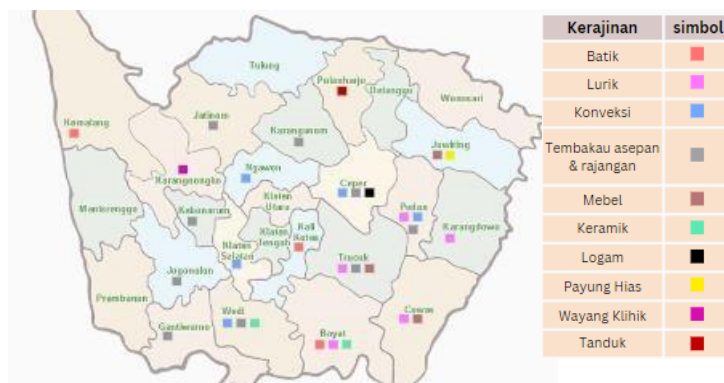 Tulung
Polanharjo
Delanggu
Wonosari
Kemalang
Jatinom
Karanganom
Juwiring
Karangnongko
Ngawen
Ceper
Manisrenggo
Kebonarum
Klaten
Utara
Pedan
Karangdowo
Klaten
Tengah
Kali
Kotes
Klaten
Selatan
Trucuk
Jogonalan
Prambanan
Wedi
Cawas
Gantiwarno
Bayat
Kerajinan simbol
Batik
Lurik
Konveksi
Tembakau asepan
& rajangan
Mebel
Keramik
Logam
Payung Hias
Wayang Klihik
Tanduk